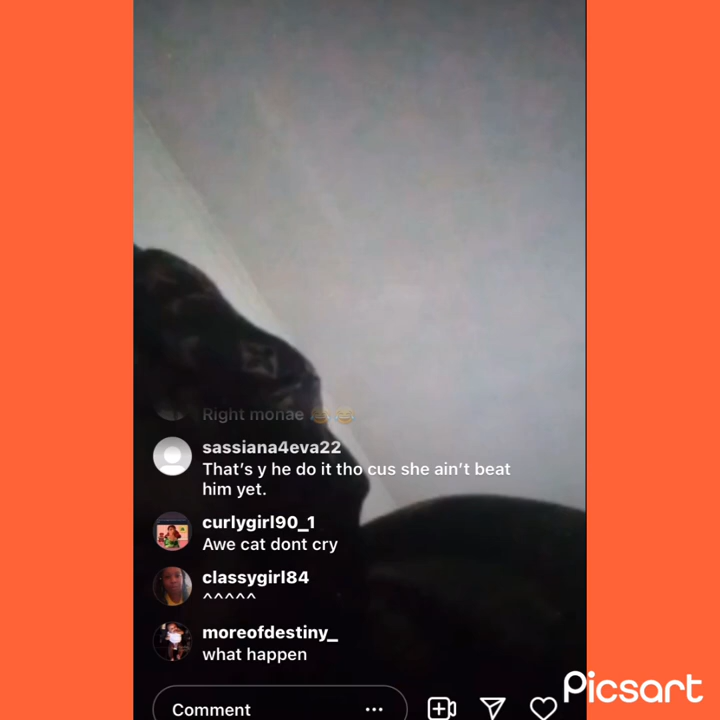 Right monae 😂 😂
sassiana4eva22
That's y he do it tho cus she ain't beat
him yet.
curlygirl90_1
Awe cat dont cry
classygirl84
^^^^^
moreofdestiny_
what happen
Comment
Picsart